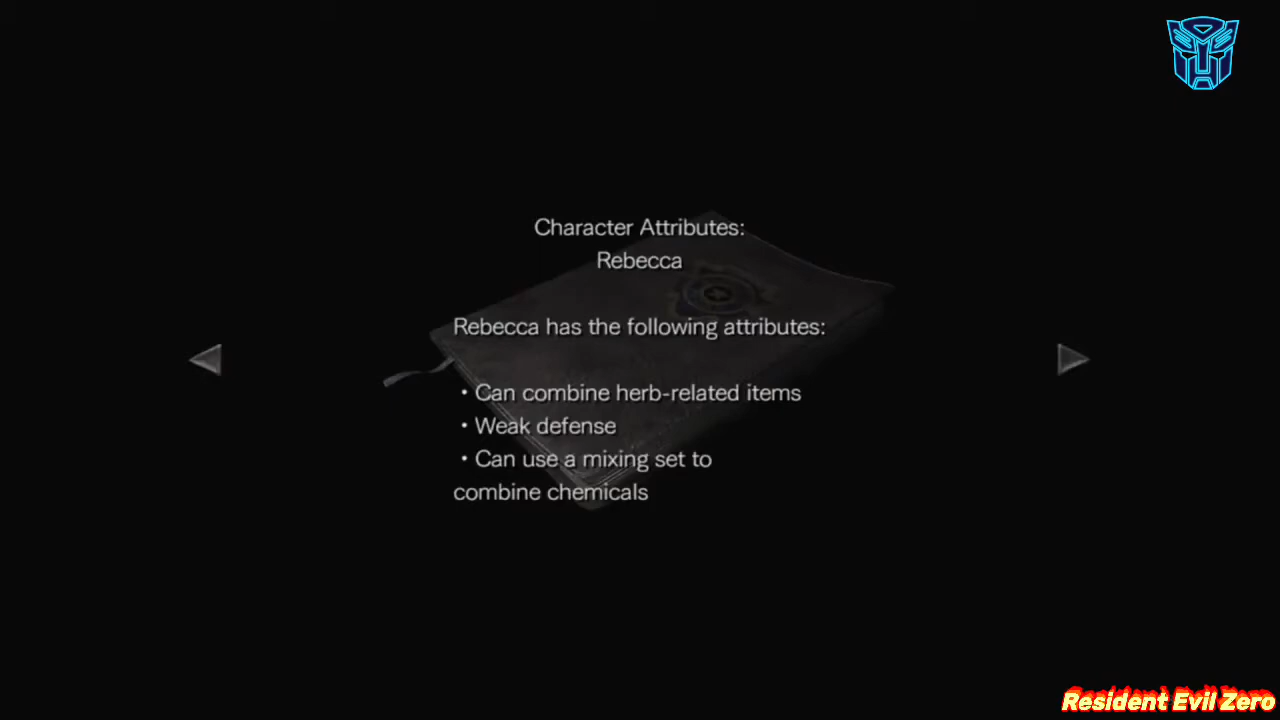 Character Attributes:
Rebecca
Rebecca has the following attributes:
・Can combine herb-related items
・Weak defense
・Can use a mixing set to
combine chemicals
Resident Evil Zero